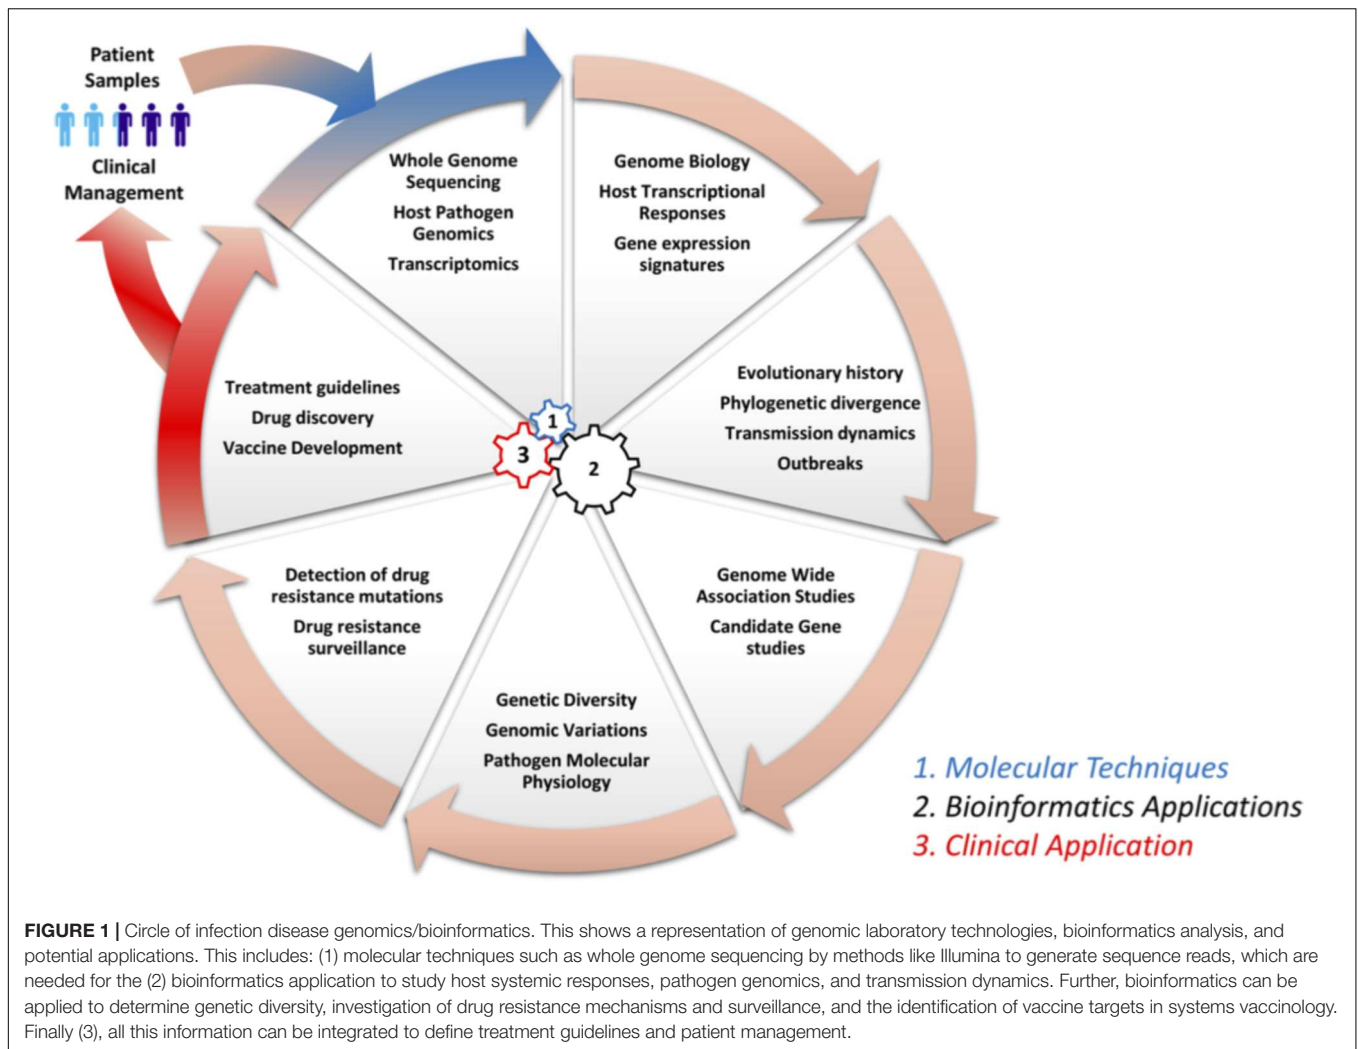 Patient
Samples
Clinical
Management
Whole Genome
Sequencing
Host Pathogen
Genomics
Transcriptomics
Genome Biology
Host Transcriptional
Responses
Gene expression
signatures
Evolutionary history
Phylogenetic divergence
Transmission dynamics
Outbreaks
Genome Wide
Association Studies
Candidate Gene
studies
Genetic Diversity
Genomic Variations
Pathogen Molecular
Physiology
Detection of drug
resistance mutations
Drug resistance
surveillance
Treatment guidelines
Drug discovery
Vaccine Development
1
2
3
1. Molecular Techniques
2. Bioinformatics Applications
3. Clinical Application
FIGURE 1 | Circle of infection disease genomics/bioinformatics. This shows a representation of genomic laboratory technologies, bioinformatics analysis, and
potential applications. This includes: (1) molecular techniques such as whole genome sequencing by methods like Illumina to generate sequence reads, which are
needed for the (2) bioinformatics application to study host systemic responses, pathogen genomics, and transmission dynamics. Further, bioinformatics can be
applied to determine genetic diversity, investigation of drug resistance mechanisms and surveillance, and the identification of vaccine targets in systems vaccinology.
Finally (3), all this information can be integrated to define treatment guidelines and patient management.